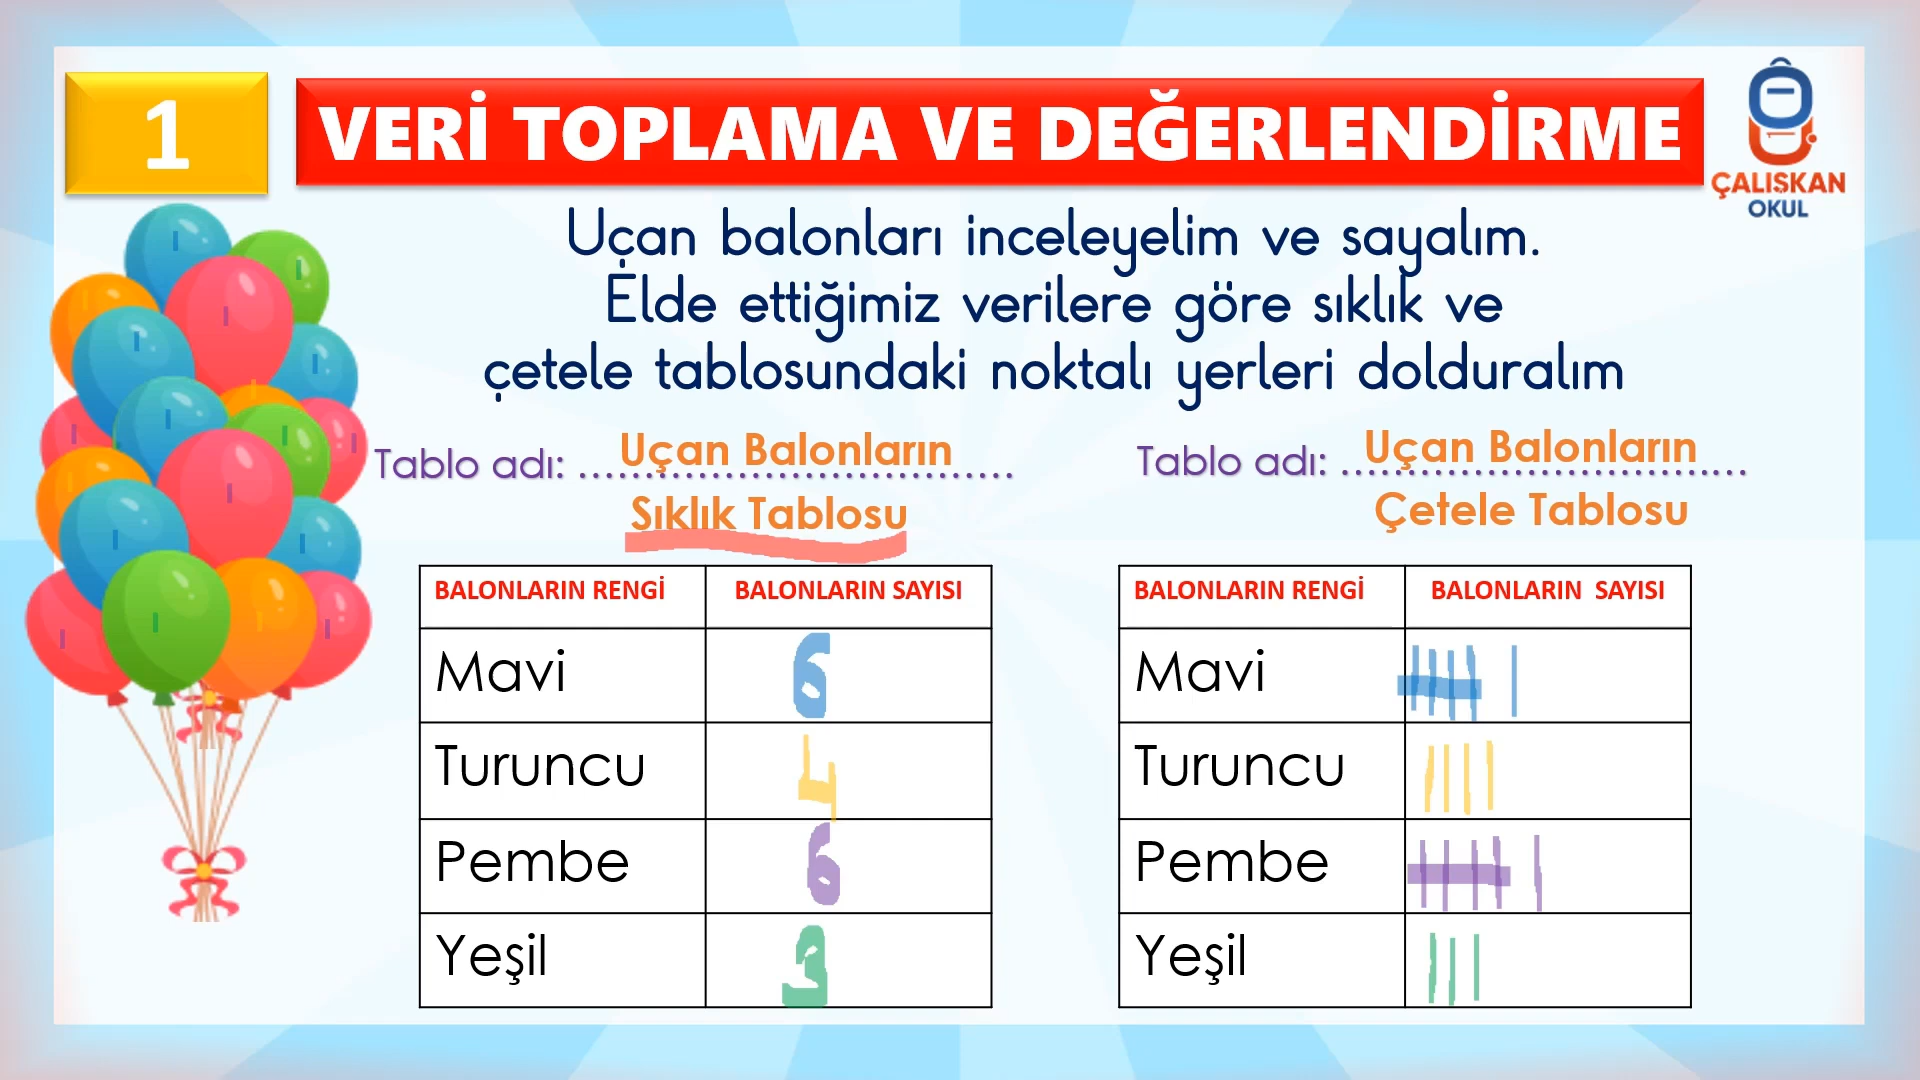 1
VERİ TOPLAMA VE DEĞERLENDİRME
ÇALIŞKAN
OKUL
Uçan balonları inceleyelim ve sayalım.
Elde ettiğimiz verilere göre sıklık ve
çetele tablosundaki noktalı yerleri dolduralım
Tablo adı: Uçan Balonların
Sıklık Tablosu
BALONLARIN RENGİ BALONLARIN SAYISI
Mavi 6
Turuncu 4
Pembe 6
Yeşil 3
Tablo adı: Uçan Balonların
Çetele Tablosu
BALONLARIN RENGİ BALONLARIN SAYISI
Mavi
Turuncu
Pembe
Yeşil